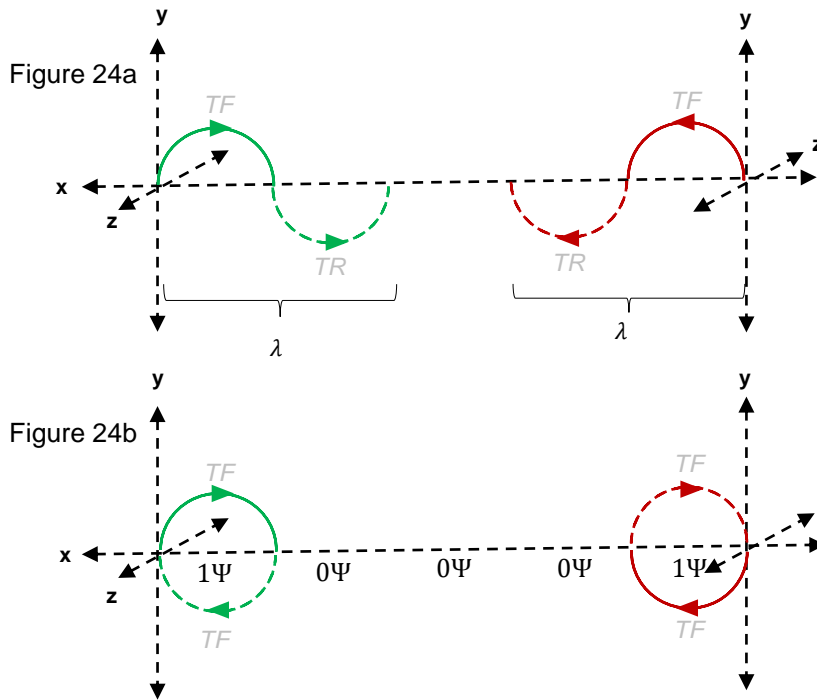 y
y
Figure 24a
TF
TF
z
x
z
TR
TR
λ
λ
y
y
Figure 24b
TF
TF
x
1Ψ
0Ψ
0Ψ
0Ψ
1Ψ
z
TF
TF